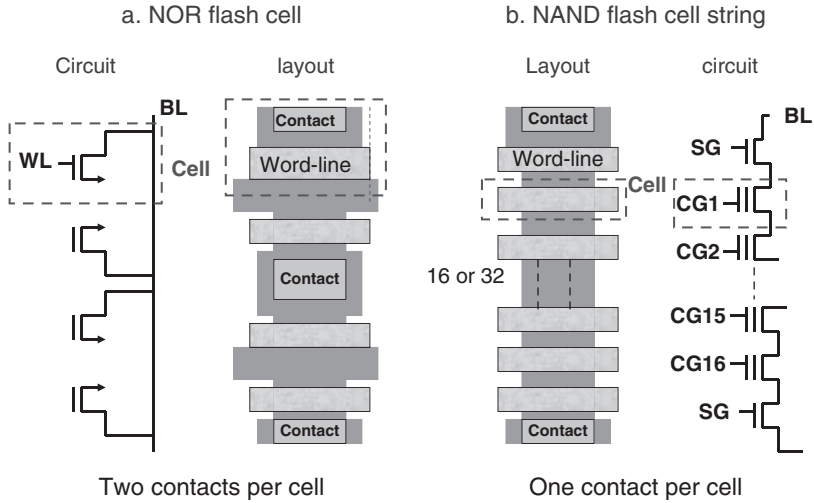 a. NOR flash cell
b. NAND flash cell string
Circuit
layout
Layout
circuit
BL
WL
Cell
Contact
Word-line
Contact
Contact
Contact
Word-line
Cell
16 or 32
Contact
BL
SG
CG1
CG2
CG15
CG16
SG
Two contacts per cell
One contact per cell